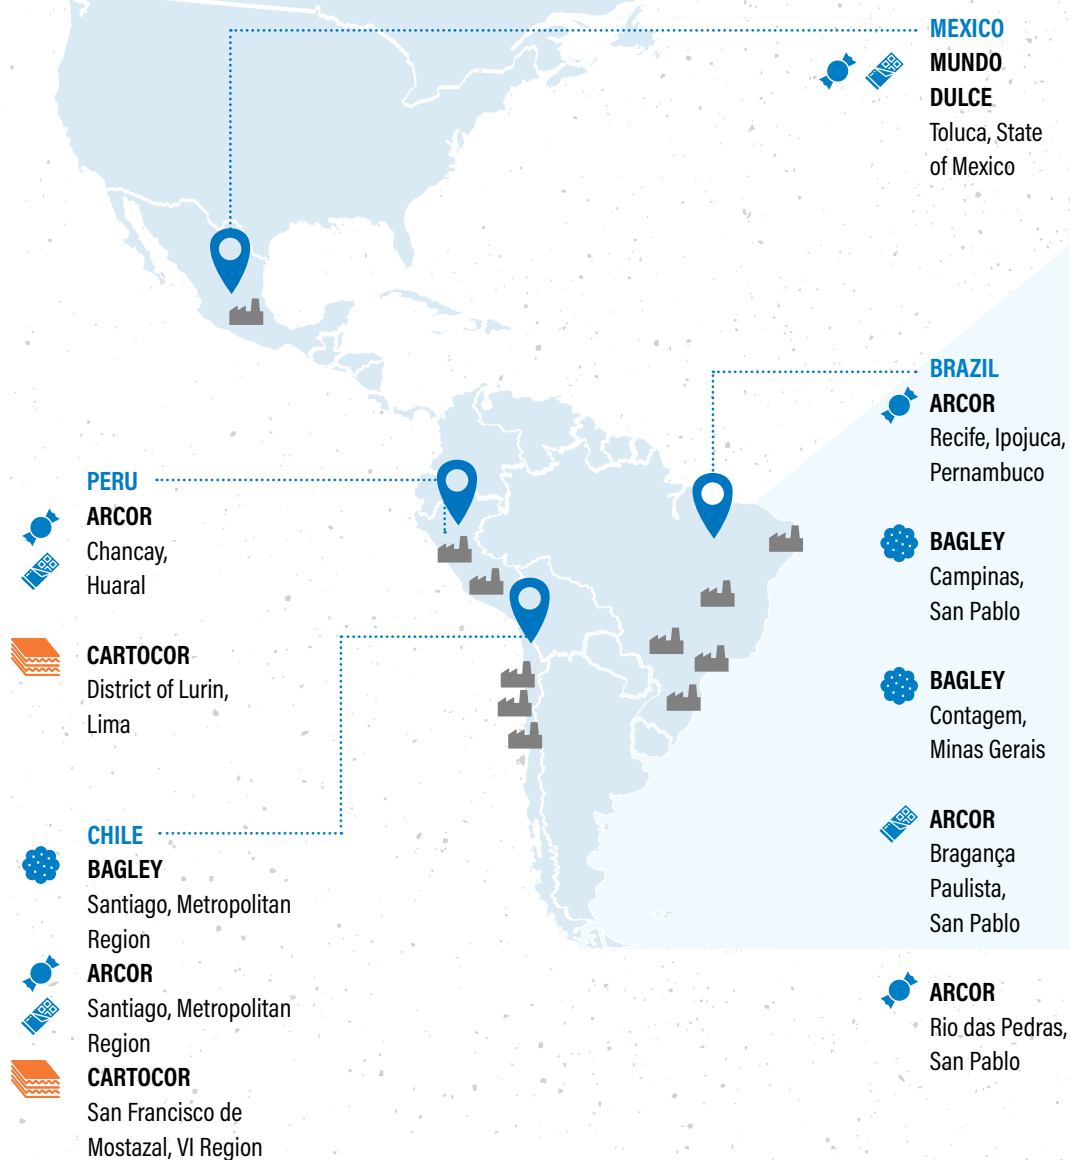 MEXICO
MUNDO
DULCE
Toluca, State
of Mexico
BRAZIL
ARCOR
Recife, Ipojuca,
Pernambuco
BAGLEY
Campinas,
San Pablo
BAGLEY
Contagem,
Minas Gerais
ARCOR
Bragança
Paulista,
San Pablo
ARCOR
Rio das Pedras,
San Pablo
PERU
ARCOR
Chancay,
Huaral
CARTOCOR
District of Lurin,
Lima
CHILE
BAGLEY
Santiago, Metropolitan
Region
ARCOR
Santiago, Metropolitan
Region
CARTOCOR
San Francisco de
Mostazal, VI Region